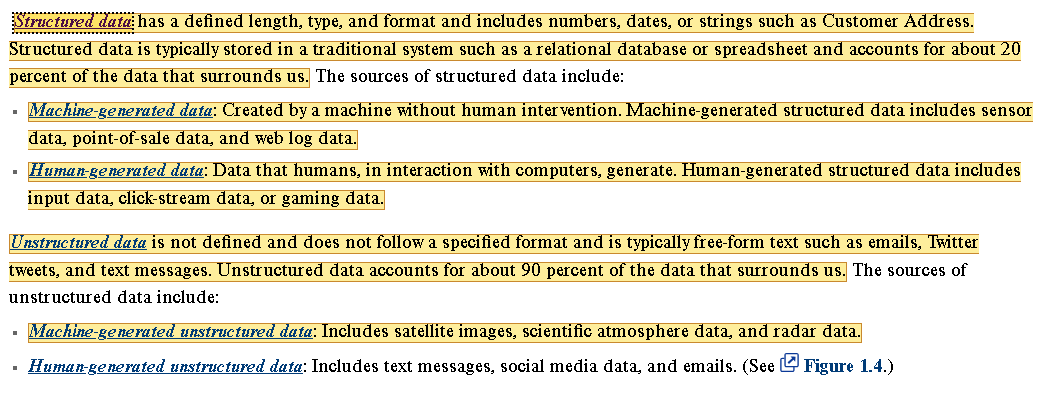 Structured data has a defined length, type, and format and includes numbers, dates, or strings such as Customer Address.
Structured data is typically stored in a traditional system such as a relational database or spreadsheet and accounts for about 20
percent of the data that surrounds us. The sources of structured data include:
▪ Machine-generated data: Created by a machine without human intervention. Machine-generated structured data includes sensor
data, point-of-sale data, and web log data.
▪ Human-generated data: Data that humans, in interaction with computers, generate. Human-generated structured data includes
input data, click-stream data, or gaming data.
Unstructured data is not defined and does not follow a specified format and is typically free-form text such as emails, Twitter
tweets, and text messages. Unstructured data accounts for about 90 percent of the data that surrounds us. The sources of
unstructured data include:
▪ Machine-generated unstructured data: Includes satellite images, scientific atmosphere data, and radar data.
▪ Human-generated unstructured data: Includes text messages, social media data, and emails. (See Figure 1.4.)